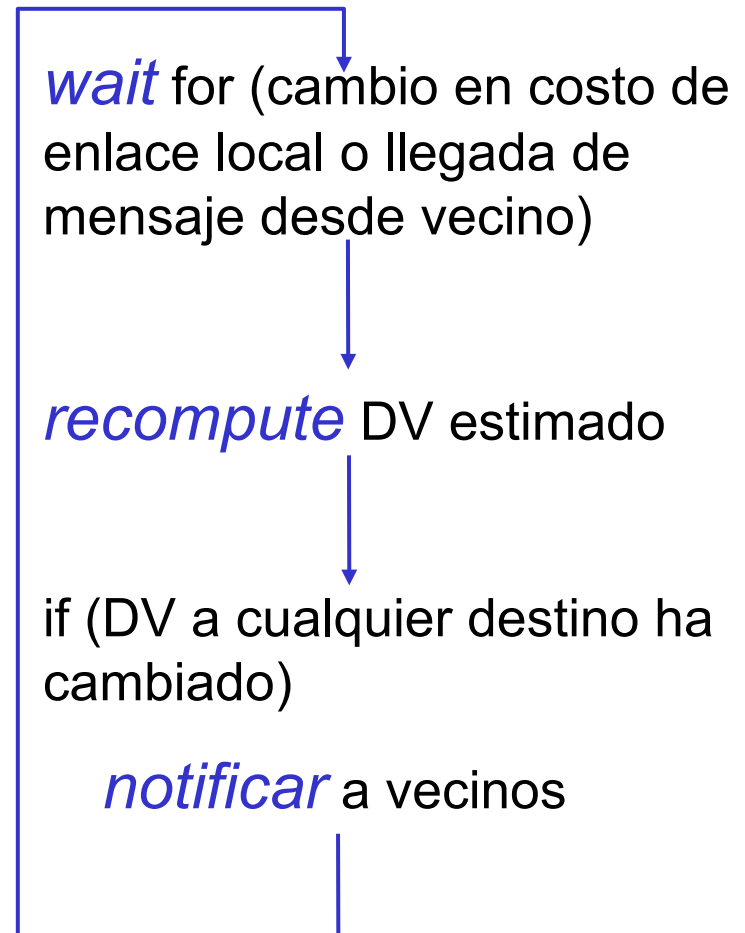 wait for (cambio en costo de
enlace local o llegada de
mensaje desde vecino)
recompute DV estimado
if (DV a cualquier destino ha
cambiado)
notificar a vecinos